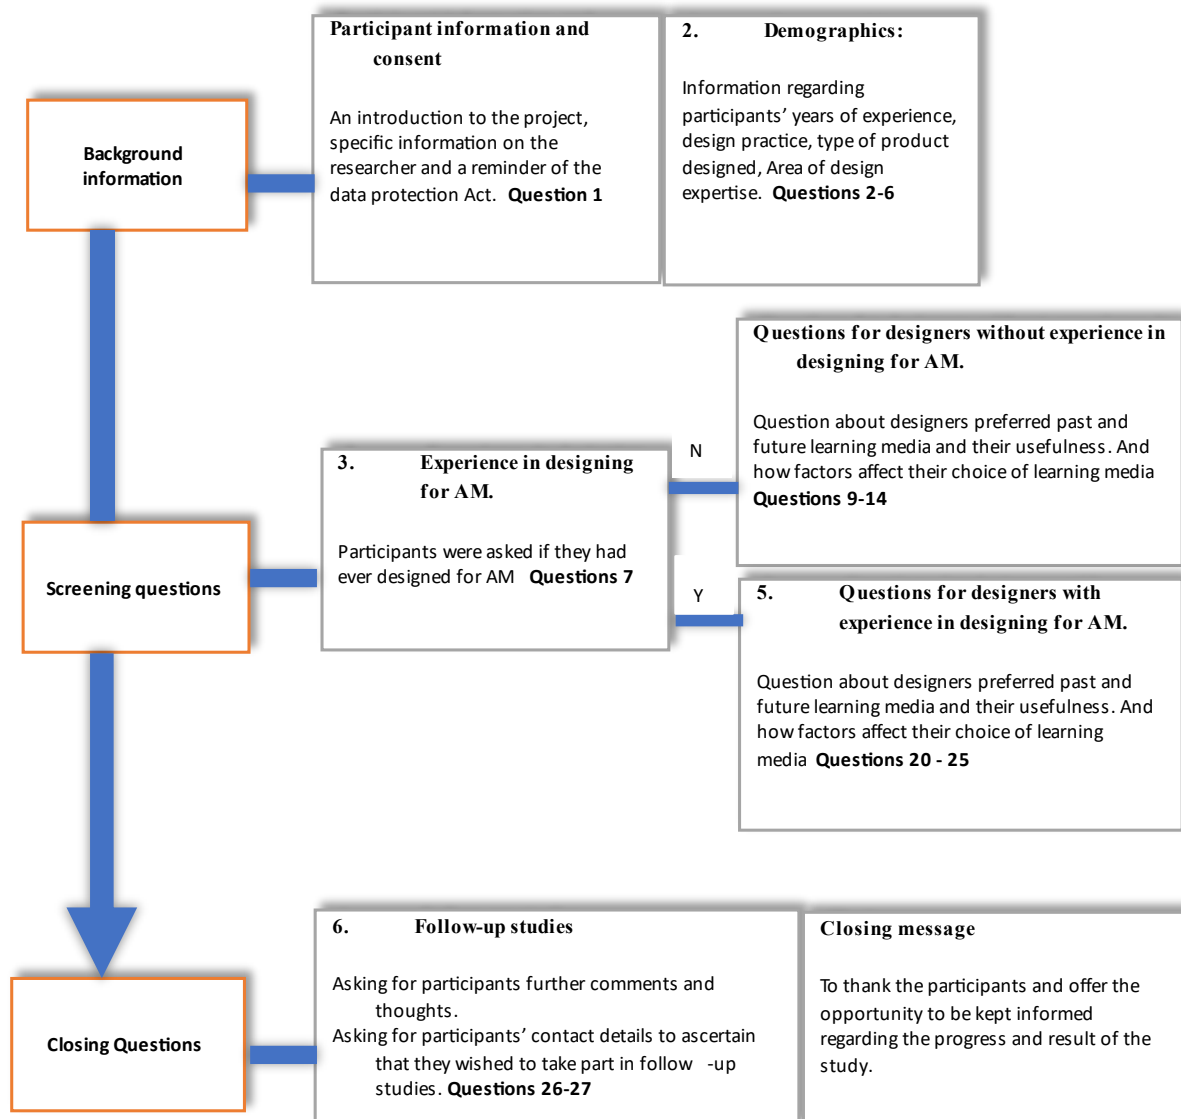 Participant information and
consent
An introduction to the project,
specific information on the
researcher and a reminder of the
data protection Act. Question 1
2. Demographics:
Information regarding
participants’ years of experience,
design practice, type of product
designed, Area of design
expertise. Questions 2-6
Background
information
Questions for designers without experience in
designing for AM.
Question about designers preferred past and
future learning media and their usefulness. And
how factors affect their choice of learning media
Questions 9-14
N
3. Experience in designing
for AM.
Participants were asked if they had
ever designed for AM Questions 7
Screening questions
Y
5. Questions for designers with
experience in designing for AM.
Question about designers preferred past and
future learning media and their usefulness. And
how factors affect their choice of learning
media Questions 20 - 25
6. Follow-up studies
Asking for participants further comments and
thoughts.
Asking for participants’ contact details to ascertain
that they wished to take part in follow -up
studies. Questions 26-27
Closing message
To thank the participants and offer the
opportunity to be kept informed
regarding the progress and result of the
study.
Closing Questions